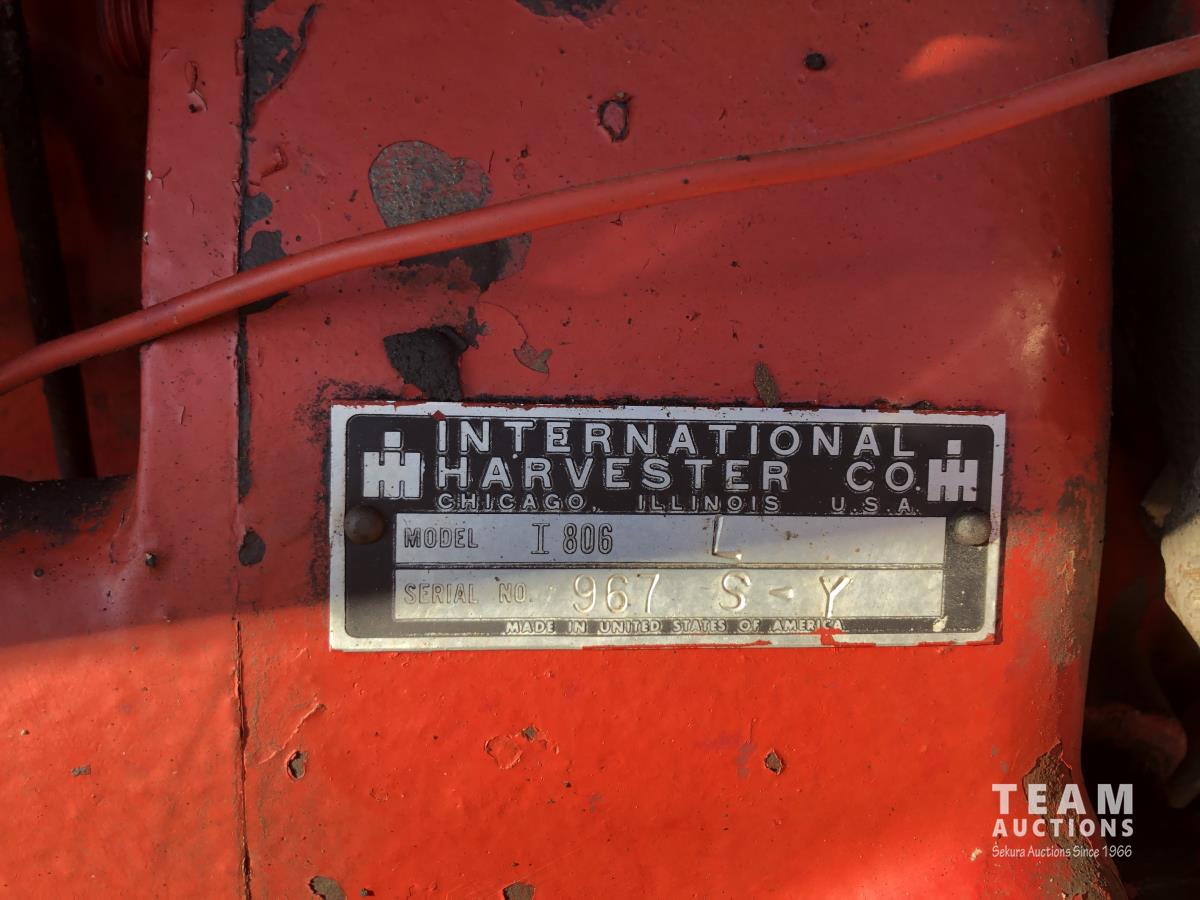 INTERNATIONAL
HARVESTER CO.
CHICAGO, ILLINOIS U.S.A.
MODEL I 806 L
SERIAL NO. 967 S-Y
MADE IN UNITED STATES OF AMERICA
TEAM
AUCTIONS
Sekura Auctions Since 1966